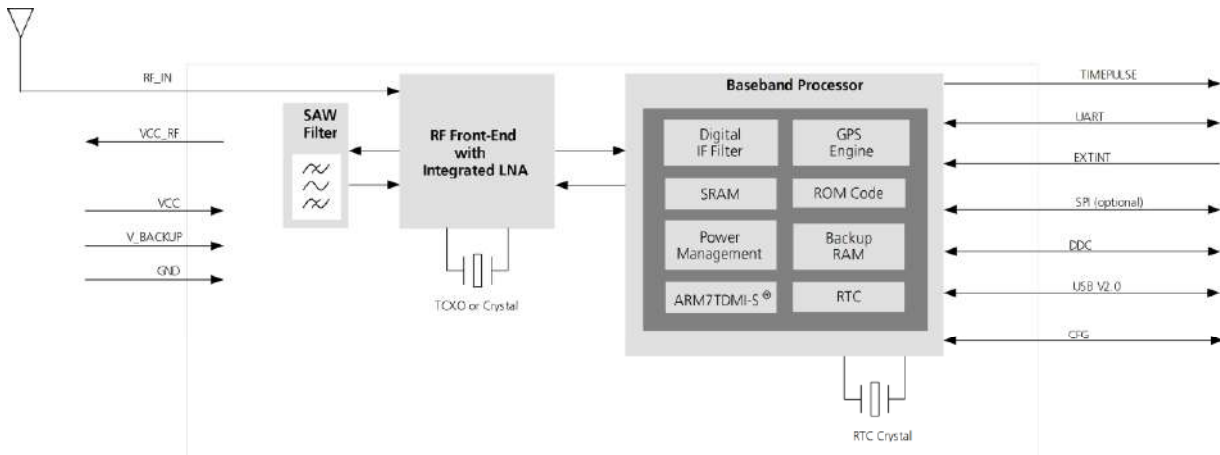 RF_IN
VCC_RF
VCC
V_BACKUP
GND
SAW
Filter
RF Front-End
with
Integrated LNA
TCXO or Crystal
Baseband Processor
Digital
IF Filter
GPS
Engine
SRAM
ROM Code
Power
Management
Backup
RAM
ARM7TDMI-S®
RTC
RTC Crystal
TIMEPULSE
UART
EXTINT
SPI (optional)
DDC
USB V2.0
CFG